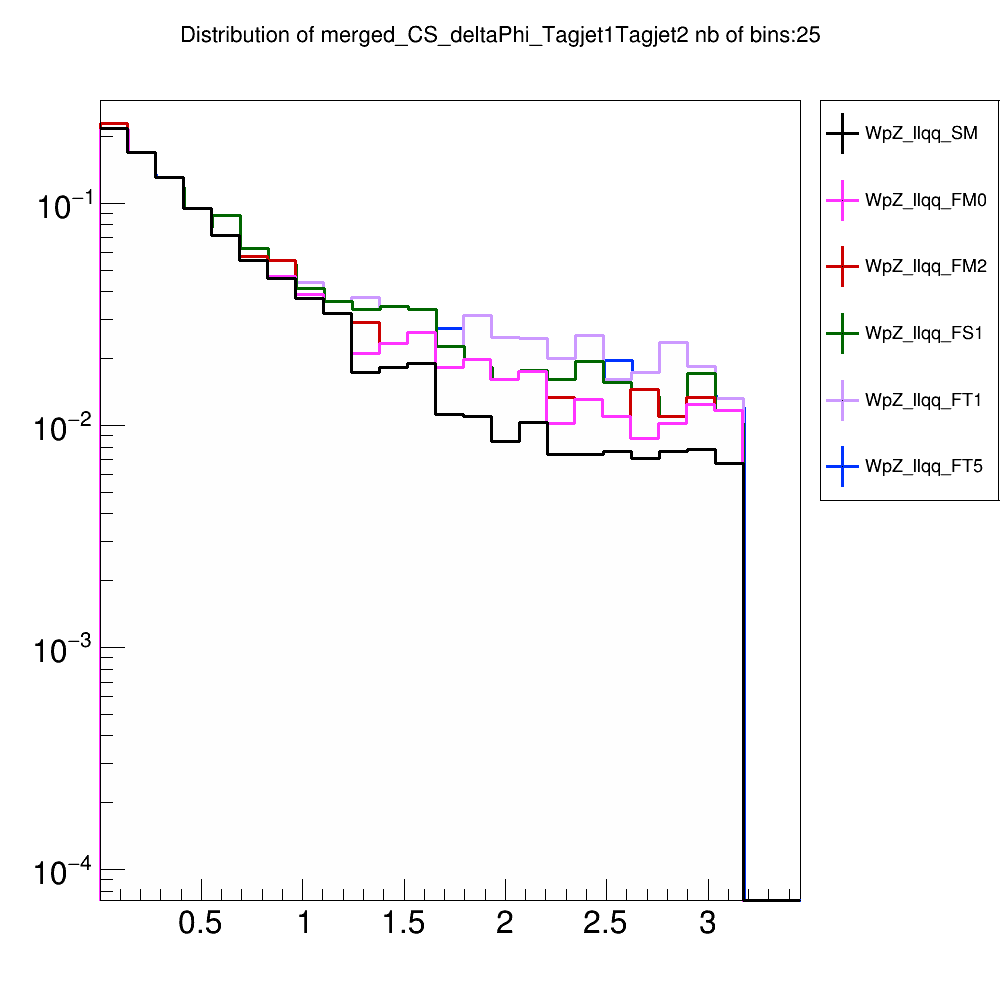 Distribution of merged_CS_deltaPhi_Tagjet1Tagjet2 nb of bins:25
WpZ_llqq_SM
WpZ_llqq_FM0
WpZ_llqq_FM2
WpZ_llqq_FS1
WpZ_llqq_FT1
WpZ_llqq_FT5
10⁻¹
10⁻²
10⁻³
10⁻⁴
0.5 1 1.5 2 2.5 3